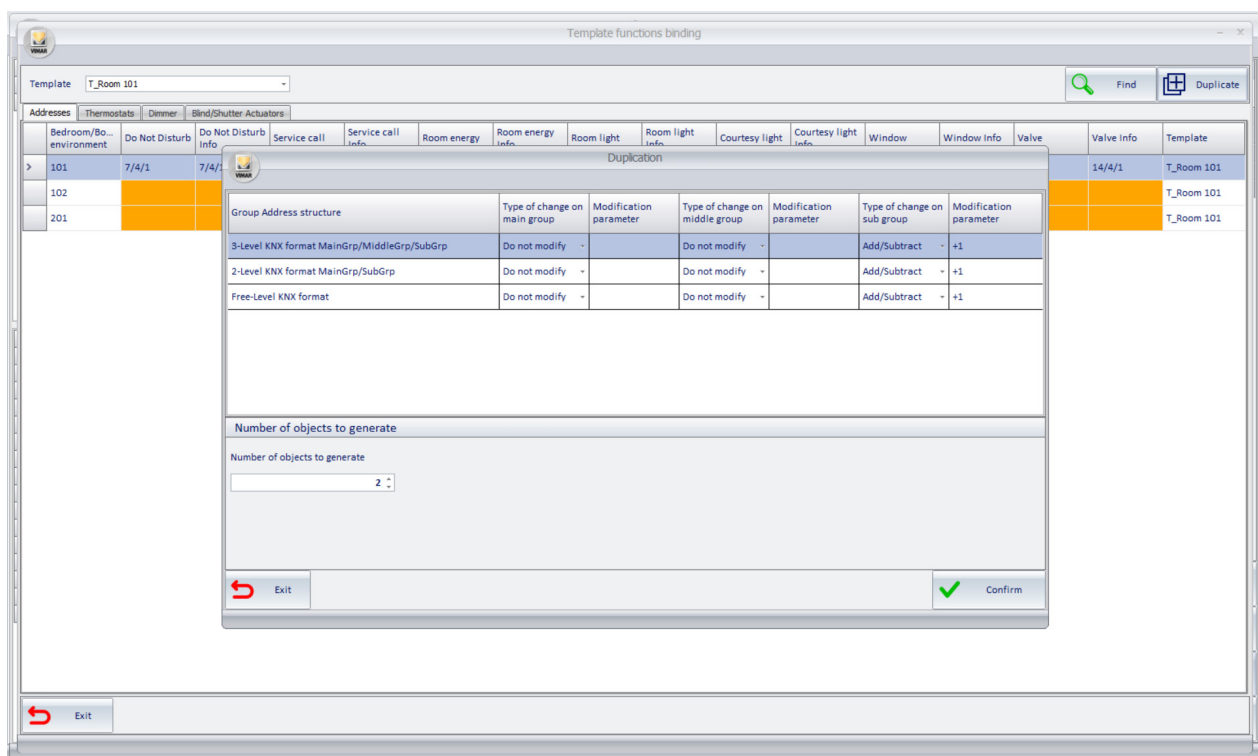 Template functions binding
VIMAR
Template T_Room 101
Find
Duplicate
Addresses Thermostats Dimmer Blind/Shutter Actuators
Bedroom/Bo... environment Do Not Disturb Do Not Disturb Info Service call Service call Info Room energy Room energy Info Room light Room light Info Courtesy light Courtesy light Info Window Window Info Valve Valve Info Template
101 7/4/1 7/4/ 14/4/1 T_Room 101
102 T_Room 101
201 T_Room 101
Duplication
VIMAR
Group Address structure Type of change on main group Modification parameter Type of change on middle group Modification parameter Type of change on sub group Modification parameter
3-Level KNX format MainGrp/MiddleGrp/SubGrp Do not modify Do not modify Add/Subtract +1
2-Level KNX format MainGrp/SubGrp Do not modify Do not modify Add/Subtract +1
Free-Level KNX format Do not modify Do not modify Add/Subtract +1
Number of objects to generate
Number of objects to generate
2
Exit
Confirm
Exit